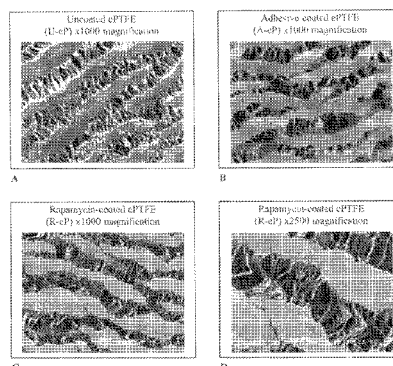 Uncoated ePTFE
(U-eP) x1000 magnification
Adhesive coated ePTFE
(A-eP) x1000 magnification
A
B
Rapamycin-coated ePTFE
(R-eP) x1000 magnification
Rapamycin-coated ePTFE
(R-eP) x2500 magnification
C
D